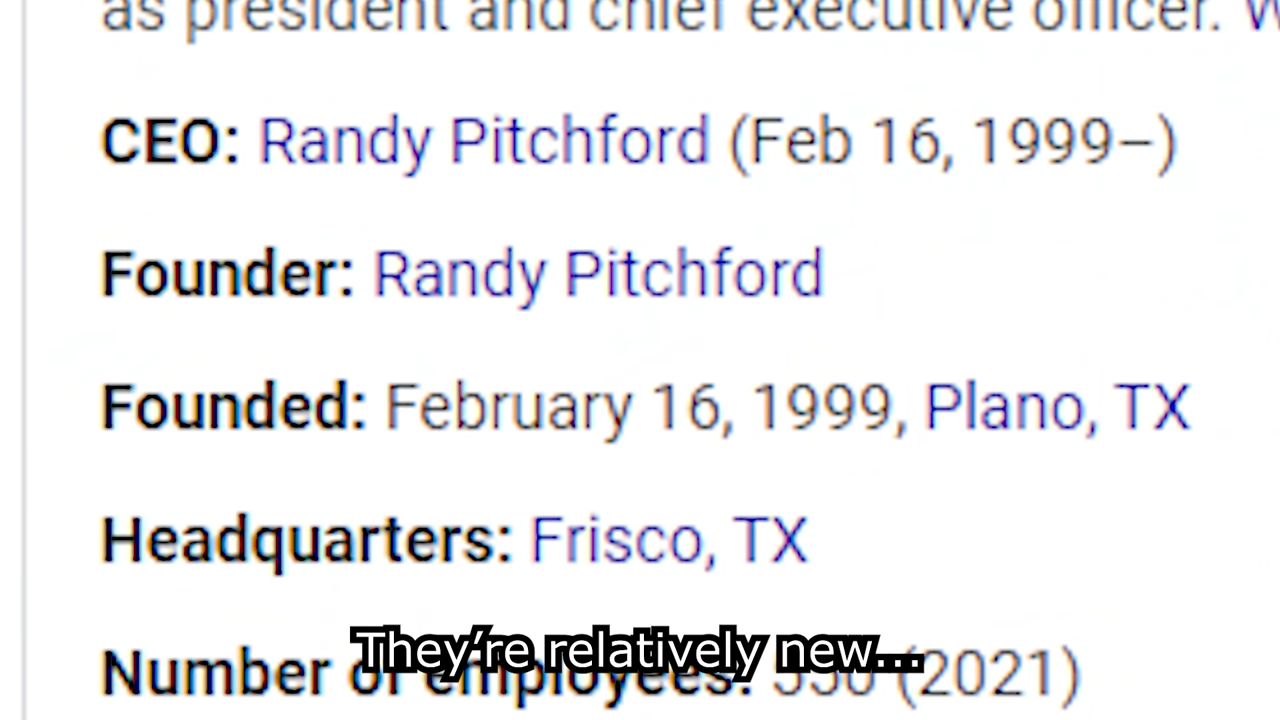 as president and chief executive officer.
CEO: Randy Pitchford (Feb 16, 1999–)
Founder: Randy Pitchford
Founded: February 16, 1999, Plano, TX
Headquarters: Frisco, TX
Number of employees: 550 (2021)
They're relatively new...